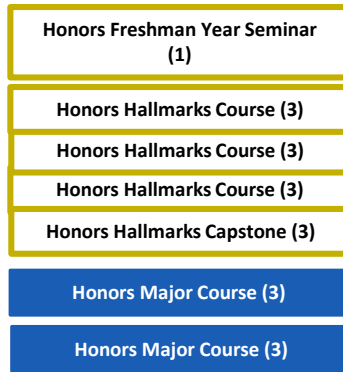 Honors Freshman Year Seminar
(1)
Honors Hallmarks Course (3)
Honors Hallmarks Course (3)
Honors Hallmarks Course (3)
Honors Hallmarks Capstone (3)
Honors Major Course (3)
Honors Major Course (3)